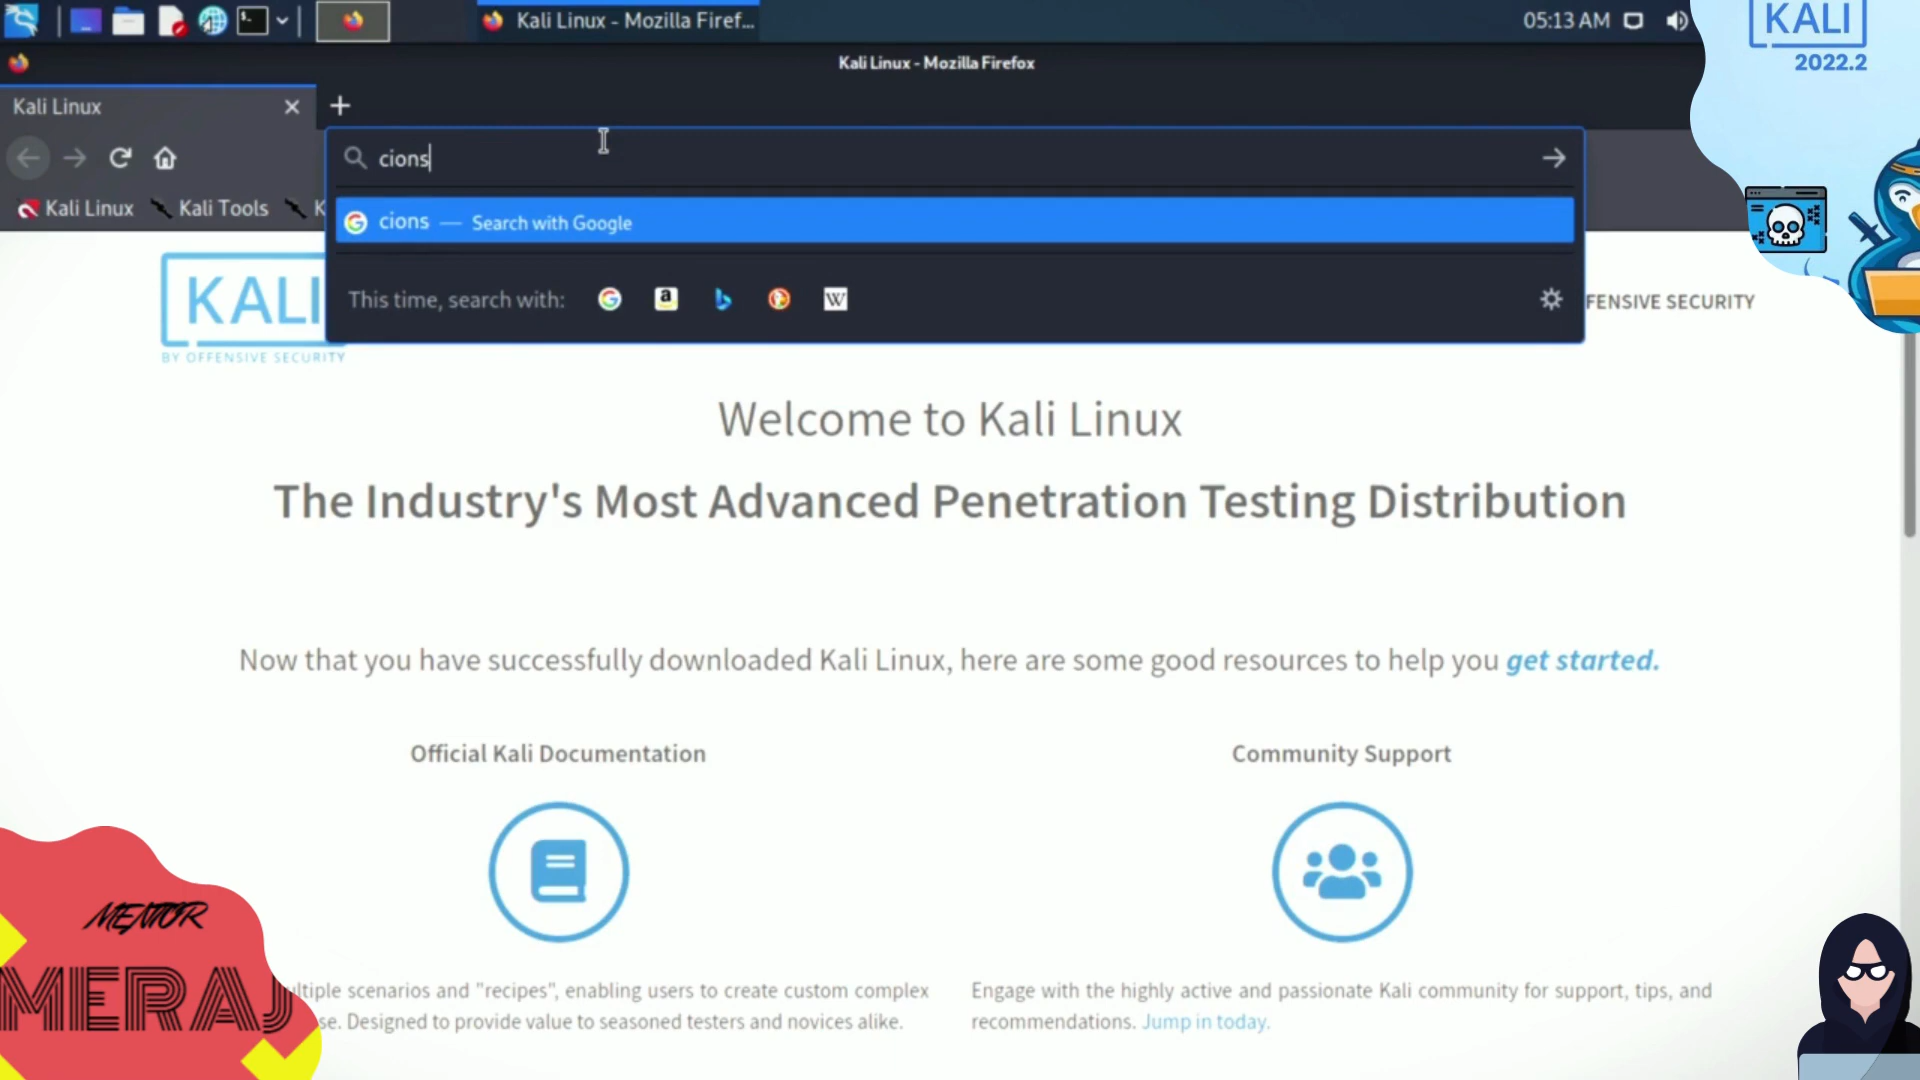 Kali Linux - Mozilla Firef...
05:13 AM
KALI
2022.2
Kali Linux - Mozilla Firefox
Kali Linux
cions
Kali Linux
Kali Tools
K
cions — Search with Google
This time, search with:
KALI
BY OFFENSIVE SECURITY
FENSIVE SECURITY
Welcome to Kali Linux
The Industry's Most Advanced Penetration Testing Distribution
Now that you have successfully downloaded Kali Linux, here are some good resources to help you get started.
Official Kali Documentation
Community Support
MENTOR
MERAJ
ultiple scenarios and "recipes", enabling users to create custom complex
se. Designed to provide value to seasoned testers and novices alike.
Engage with the highly active and passionate Kali community for support, tips, and
recommendations. Jump in today.